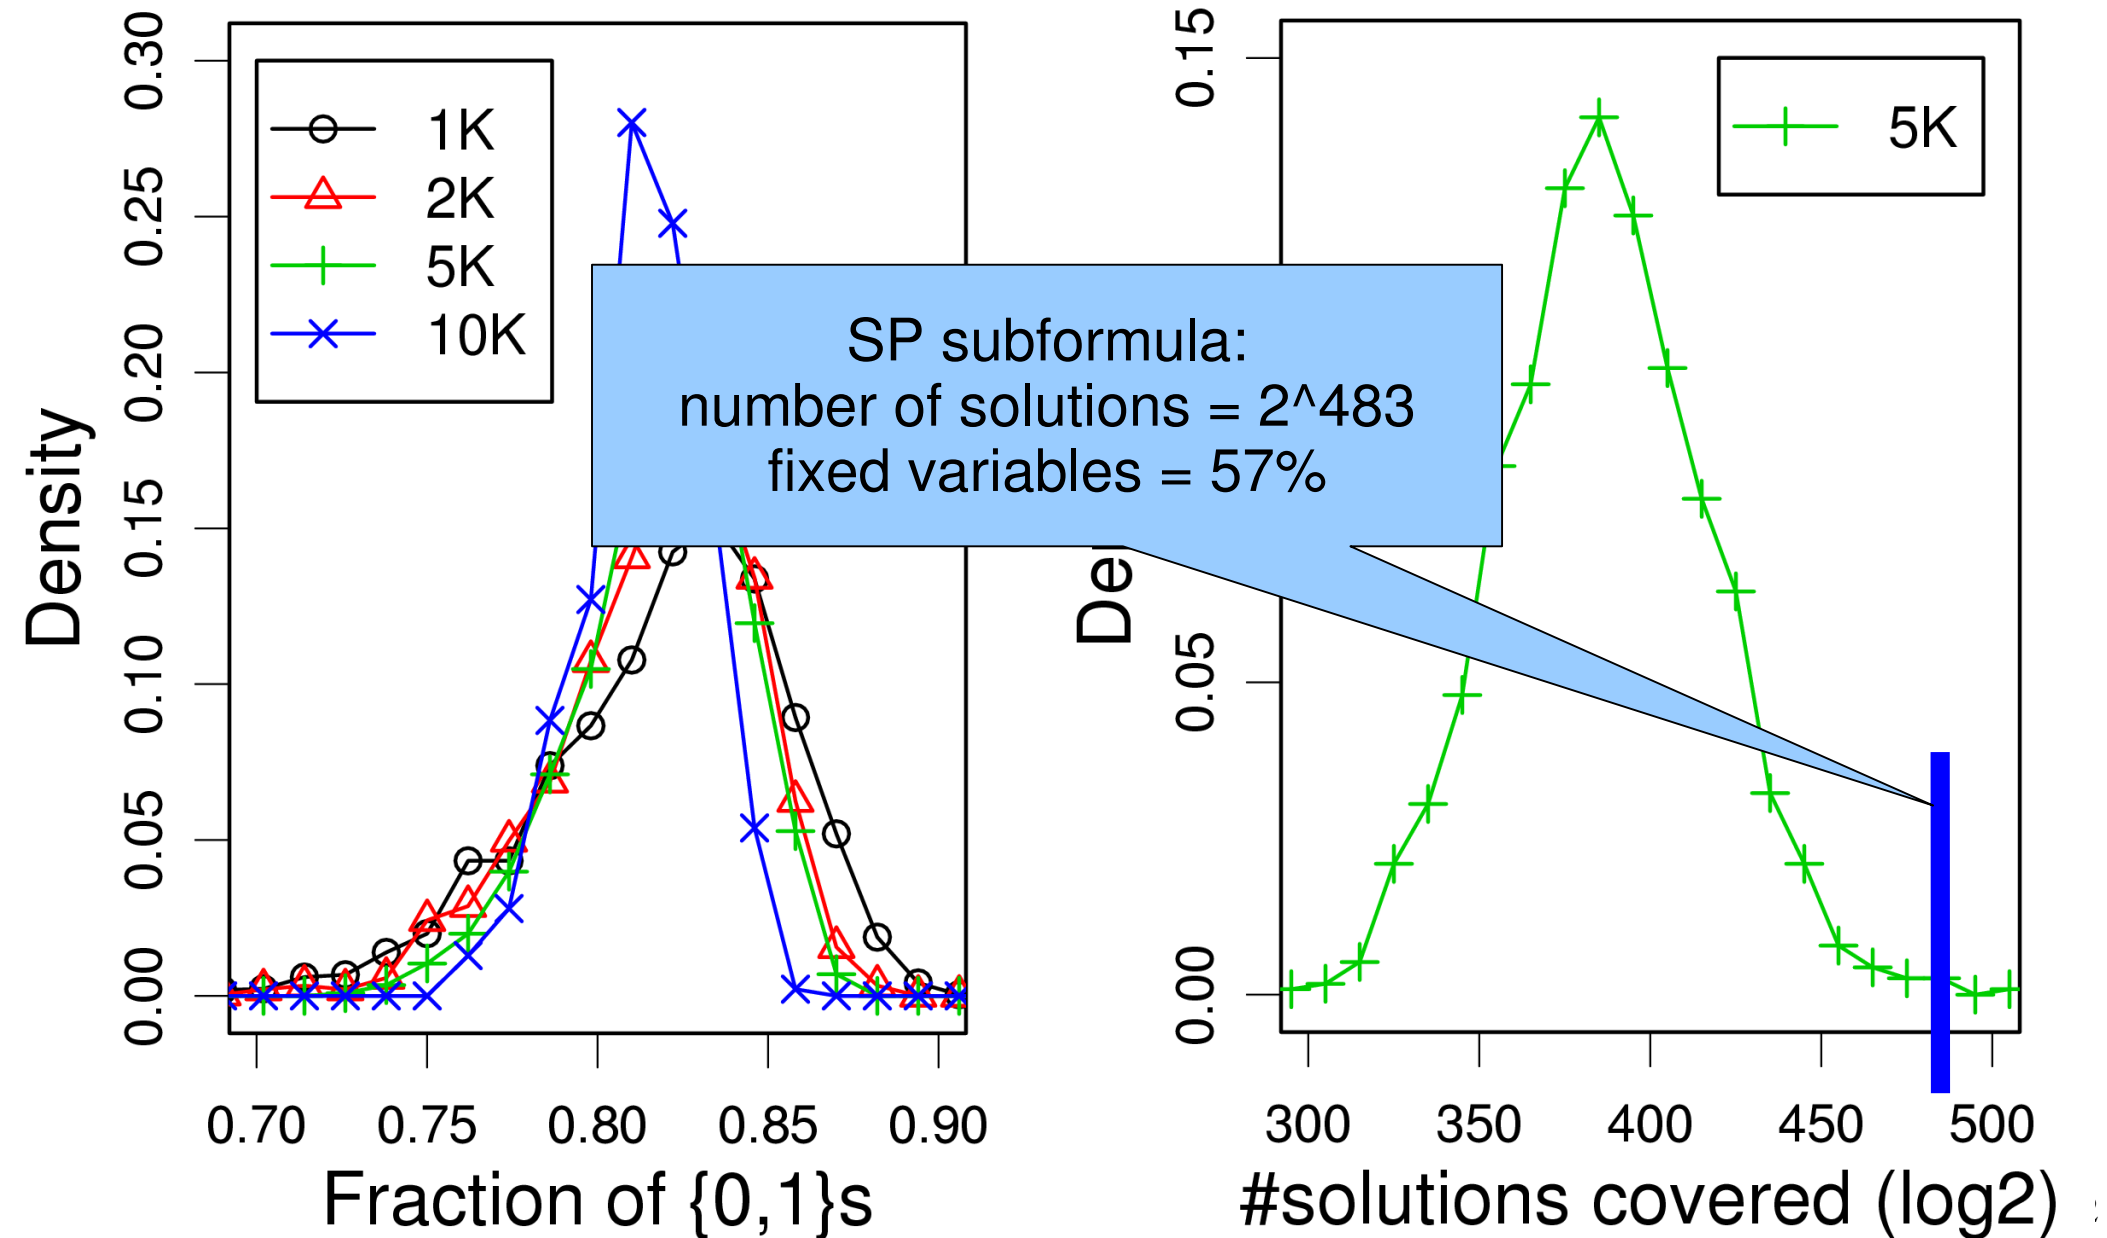 Density
0.30
0.25
0.20
0.15
0.10
0.05
0.00
1K
2K
5K
10K
0.70 0.75 0.80 0.85 0.90
Fraction of {0,1}s
SP subformula:
number of solutions = 2^483
fixed variables = 57%
De
0.15
0.05
0.00
5K
300 350 400 450 500
#solutions covered (log2)